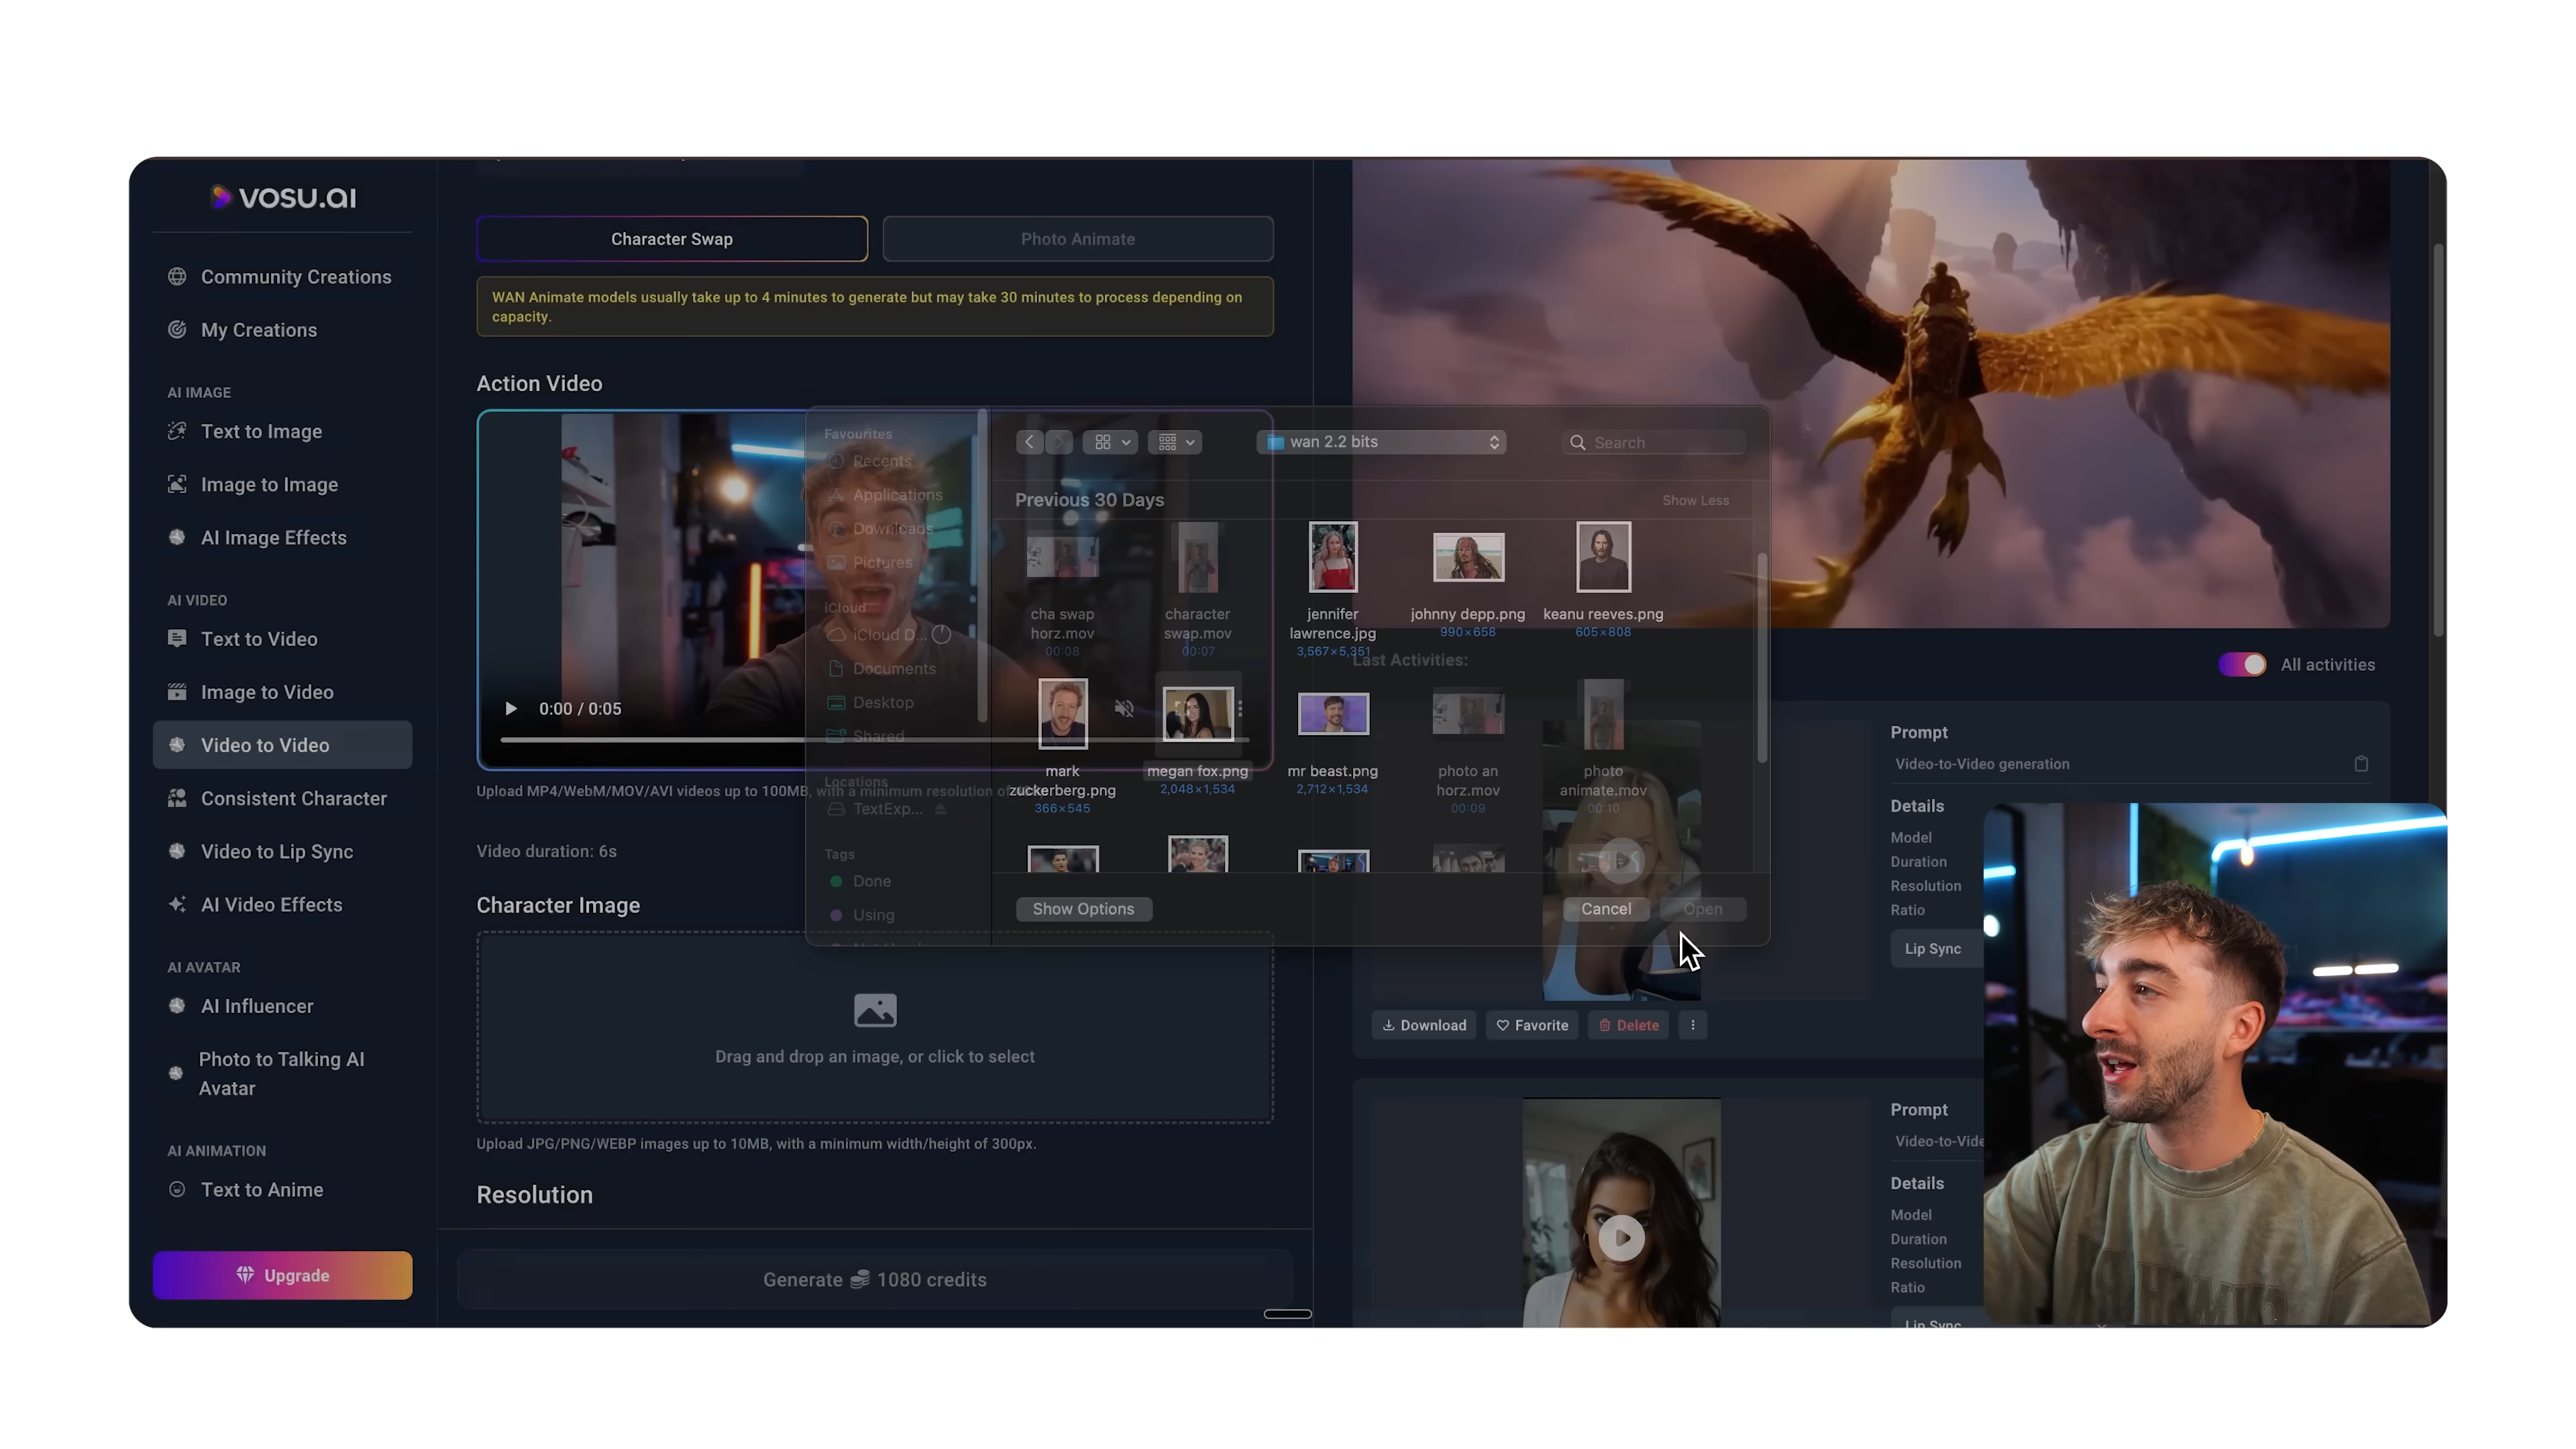 vosu.ai
Community Creations
My Creations
AI IMAGE
Text to Image
Image to Image
AI Image Effects
AI VIDEO
Text to Video
Image to Video
Video to Video
Consistent Character
Video to Lip Sync
AI Video Effects
AI AVATAR
AI Influencer
Photo to Talking AI
Avatar
AI ANIMATION
Text to Anime
Upgrade
Character Swap
Photo Animate
WAN Animate models usually take up to 4 minutes to generate but may take 30 minutes to process depending on
capacity.
Action Video
0:00 / 0:05
Upload MP4/WebM/MOV/AVI videos up to 100MB, with a minimum resolution of
Video duration: 6s
Character Image
Drag and drop an image, or click to select
Upload JPG/PNG/WEBP images up to 10MB, with a minimum width/height of 300px.
Resolution
Generate 1080 credits
Favourites
Recents
Applications
Downloads
Pictures
iCloud
iCloud D...
Documents
Desktop
Shared
Locations
TextExp...
Tags
Done
Using
wan 2.2 bits
Search
Previous 30 Days
Show Less
cha swap
horz.mov
00:08
character
swap.mov
00:07
jennifer
lawrence.jpg
3,567×5,351
johnny depp.png
990×658
keanu reeves.png
605×808
mark
zuckerberg.png
366×545
megan fox.png
2,048×1,534
mr beast.png
2,712×1,534
photo an
horz.mov
00:09
photo
animate.mov
00:10
Show Options
Cancel
Open
Last Activities:
All activities
Prompt
Video-to-Video generation
Details
Model
Duration
Resolution
Ratio
Lip Sync
Download
Favorite
Delete
Prompt
Video-to-Vide
Details
Model
Duration
Resolution
Ratio
Lip Sync